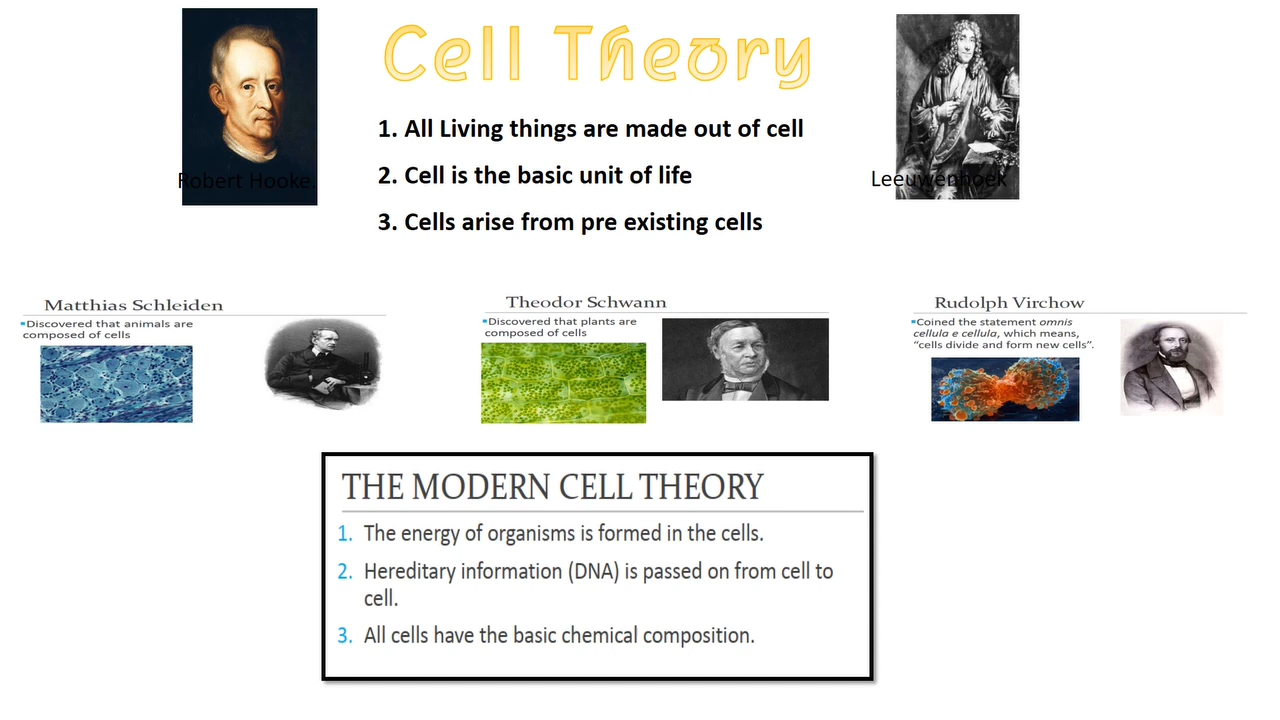 Cell Theory
1. All Living things are made out of cell
2. Cell is the basic unit of life
3. Cells arise from pre existing cells
Robert Hooke.
Leeuwenhoek
Matthias Schleiden
▪Discovered that animals are
composed of cells
Theodor Schwann
▪Discovered that plants are
composed of cells
Rudolph Virchow
▪Coined the statement omnis
cellula e cellula, which means,
“cells divide and form new cells”.
THE MODERN CELL THEORY
1. The energy of organisms is formed in the cells.
2. Hereditary information (DNA) is passed on from cell to
cell.
3. All cells have the basic chemical composition.